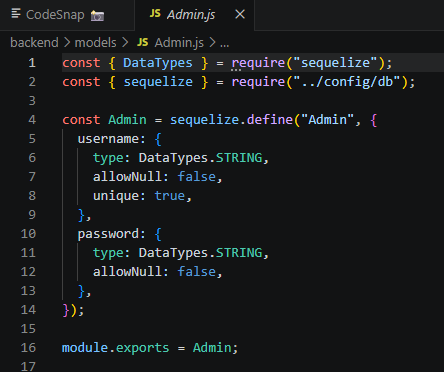 CodeSnap
JS Admin.js ×
backend > models > JS Admin.js > ...
1 const { DataTypes } = require("sequelize");
2 const { sequelize } = require("../config/db");
3
4 const Admin = sequelize.define("Admin", {
5   username: {
6     type: DataTypes.STRING,
7     allowNull: false,
8     unique: true,
9   },
10   password: {
11     type: DataTypes.STRING,
12     allowNull: false,
13   },
14 });
15
16 module.exports = Admin;
17